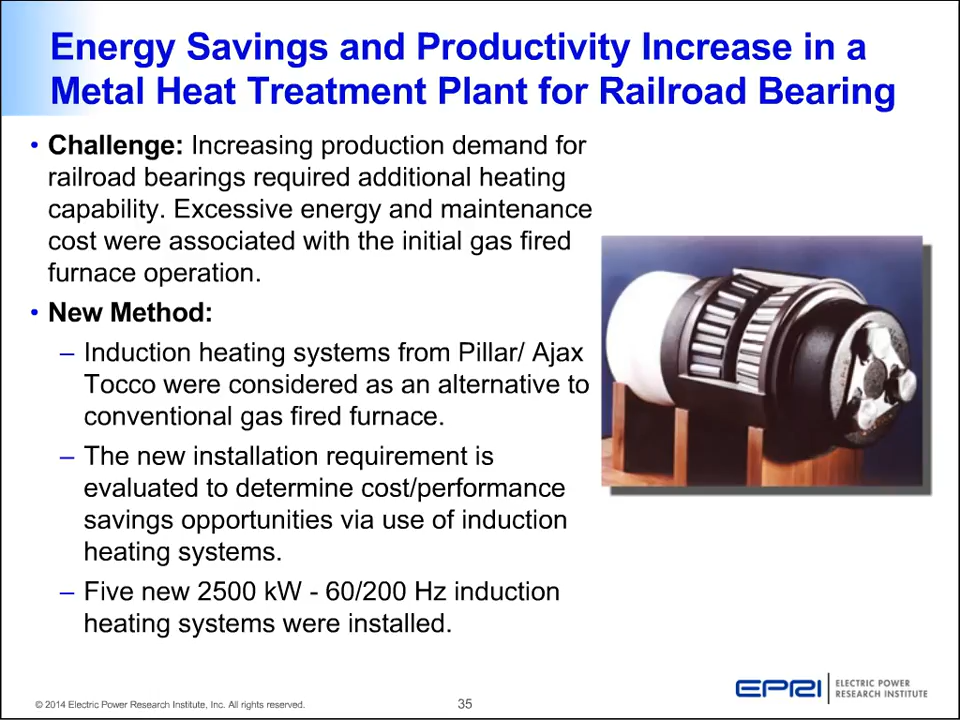 Energy Savings and Productivity Increase in a
Metal Heat Treatment Plant for Railroad Bearing
• Challenge: Increasing production demand for
railroad bearings required additional heating
capability. Excessive energy and maintenance
cost were associated with the initial gas fired
furnace operation.
• New Method:
– Induction heating systems from Pillar/ Ajax
Tocco were considered as an alternative to
conventional gas fired furnace.
– The new installation requirement is
evaluated to determine cost/performance
savings opportunities via use of induction
heating systems.
– Five new 2500 kW - 60/200 Hz induction
heating systems were installed.
© 2014 Electric Power Research Institute, Inc. All rights reserved.
35
EPRI
ELECTRIC POWER
RESEARCH INSTITUTE